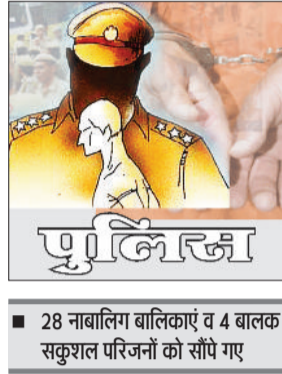 पुलिस
■ 28 नाबालिग बालिकाएं व 4 बालक
सकुशल परिजनों को सौंपे गए